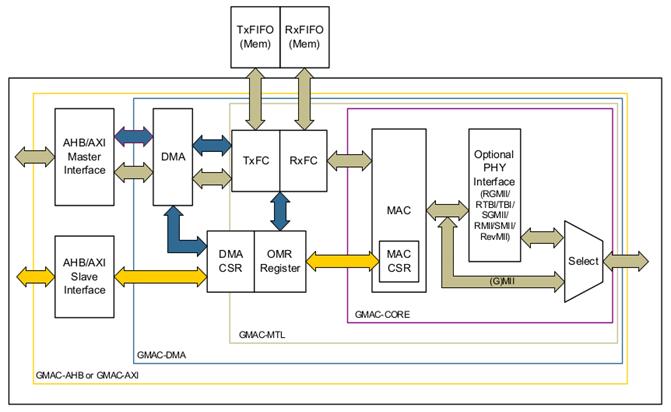 TxFIFO
(Mem)
RxFIFO
(Mem)
AHB/AXI
Master
Interface
DMA
TxFC
RxFC
MAC
Optional
PHY
Interface
(RGMII/
RTBI/TBI/
SGMII/
RMII/SMII/
RevMII)
AHB/AXI
Slave
Interface
DMA
CSR
OMR
Register
MAC
CSR
(G)MII
Select
GMAC-CORE
GMAC-MTL
GMAC-DMA
GMAC-AHB or GMAC-AXI